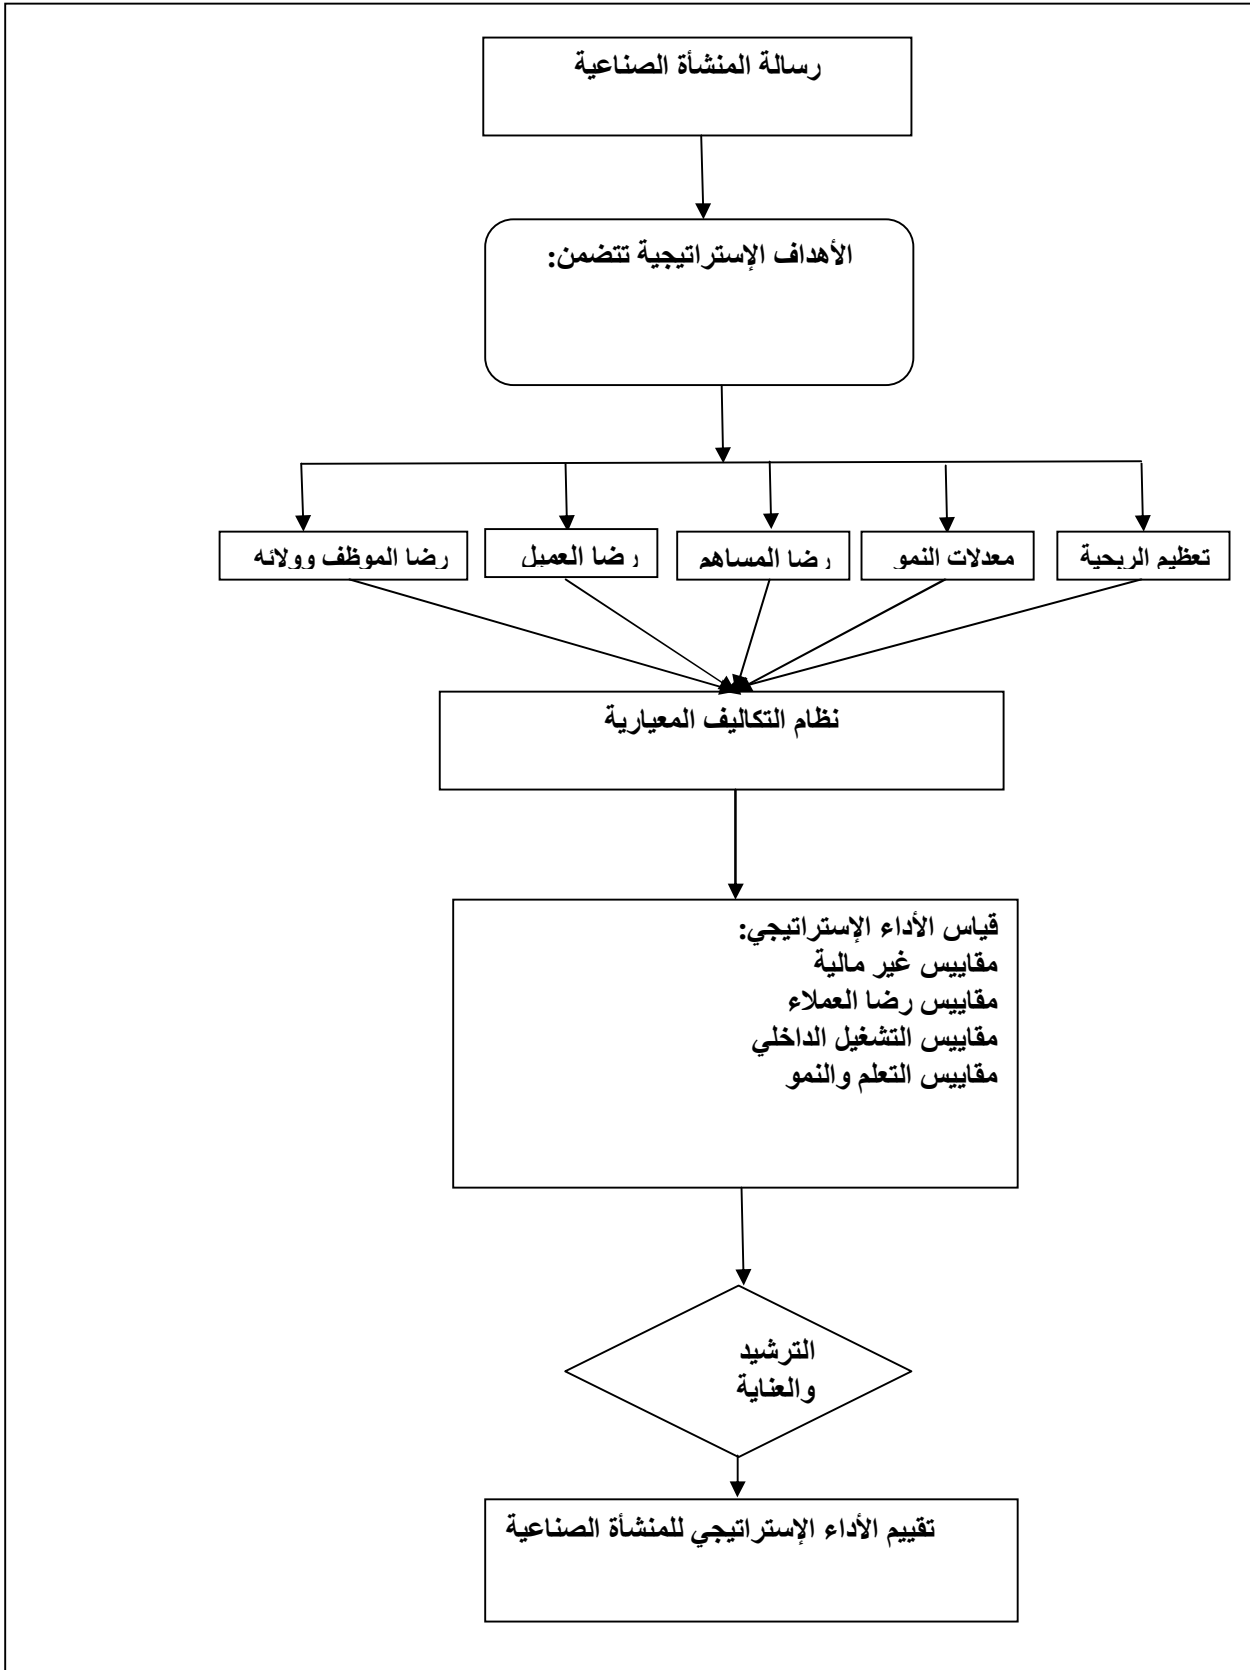 رسالة المنشأة الصناعية
الأهداف الإستراتيجية تتضمن:
تعظيم الربحية
معدلات النمو
رضا المساهم
رضا العميل
رضا الموظف وولائه
نظام التكاليف المعيارية
قياس الأداء الإستراتيجي:
مقاييس غير مالية
مقاييس رضا العملاء
مقاييس التشغيل الداخلي
مقاييس التعلم والنمو
الترشيد
والعناية
تقييم الأداء الإستراتيجي للمنشأة الصناعية